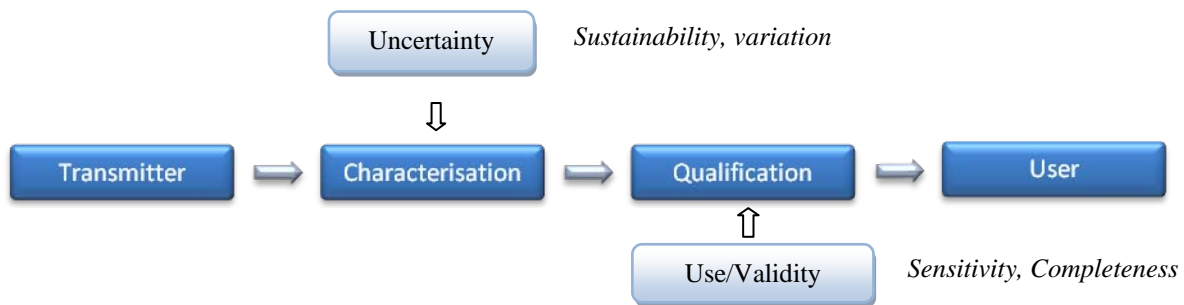 Uncertainty
Sustainability, variation
Transmitter
Characterisation
Qualification
User
Use/Validity
Sensitivity, Completeness